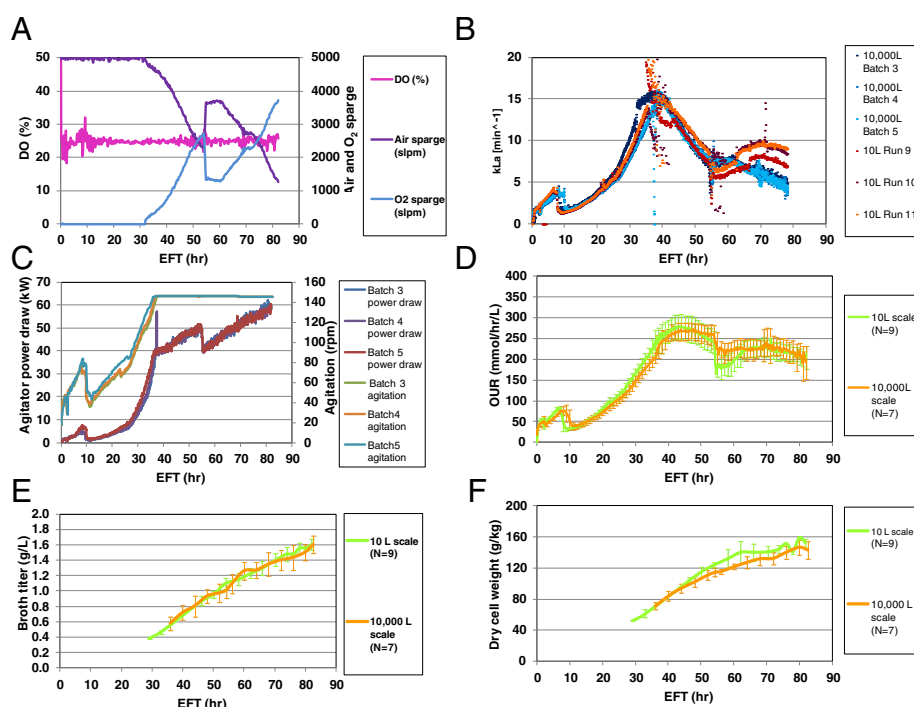 A
50
40
30
20
10
0
DO (%)
5000
4000
3000
2000
1000
0
Air and O2 sparge
(slpm)
0 10 20 30 40 50 60 70 80 90
EFT (hr)
DO (%)
Air sparge
(slpm)
O2 sparge
(slpm)
B
20
15
10
5
0
kLa [min^-1]
0 10 20 30 40 50 60 70 80 90
EFT (hr)
10,000L
Batch 3
10,000L
Batch 4
10,000L
Batch 5
10L Run 9
10L Run 10
10L Run 11
C
70
60
50
40
30
20
10
0
Agitator power draw (kW)
160
140
120
100
80
60
40
20
0
Agitation (rpm)
0 10 20 30 40 50 60 70 80 90
EFT (hr)
Batch 3
power draw
Batch 4
power draw
Batch 5
power draw
Batch 3
agitation
Batch4
agitation
Batch5
agitation
D
400
350
300
250
200
150
100
50
0
OUR (mmol/hr/L)
0 10 20 30 40 50 60 70 80 90
EFT (hr)
10L scale
(N=9)
10,000L
scale
(N=7)
E
2.0
1.8
1.6
1.4
1.2
1.0
0.8
0.6
0.4
0.2
0.0
Broth titer (g/L)
0 10 20 30 40 50 60 70 80 90
EFT (hr)
10 L scale
(N=9)
10,000 L
scale
(N=7)
F
200
160
120
80
40
0
Dry cell weight (g/kg)
0 10 20 30 40 50 60 70 80 90
EFT (hr)
10 L scale
(N=9)
10,000 L
scale
(N=7)